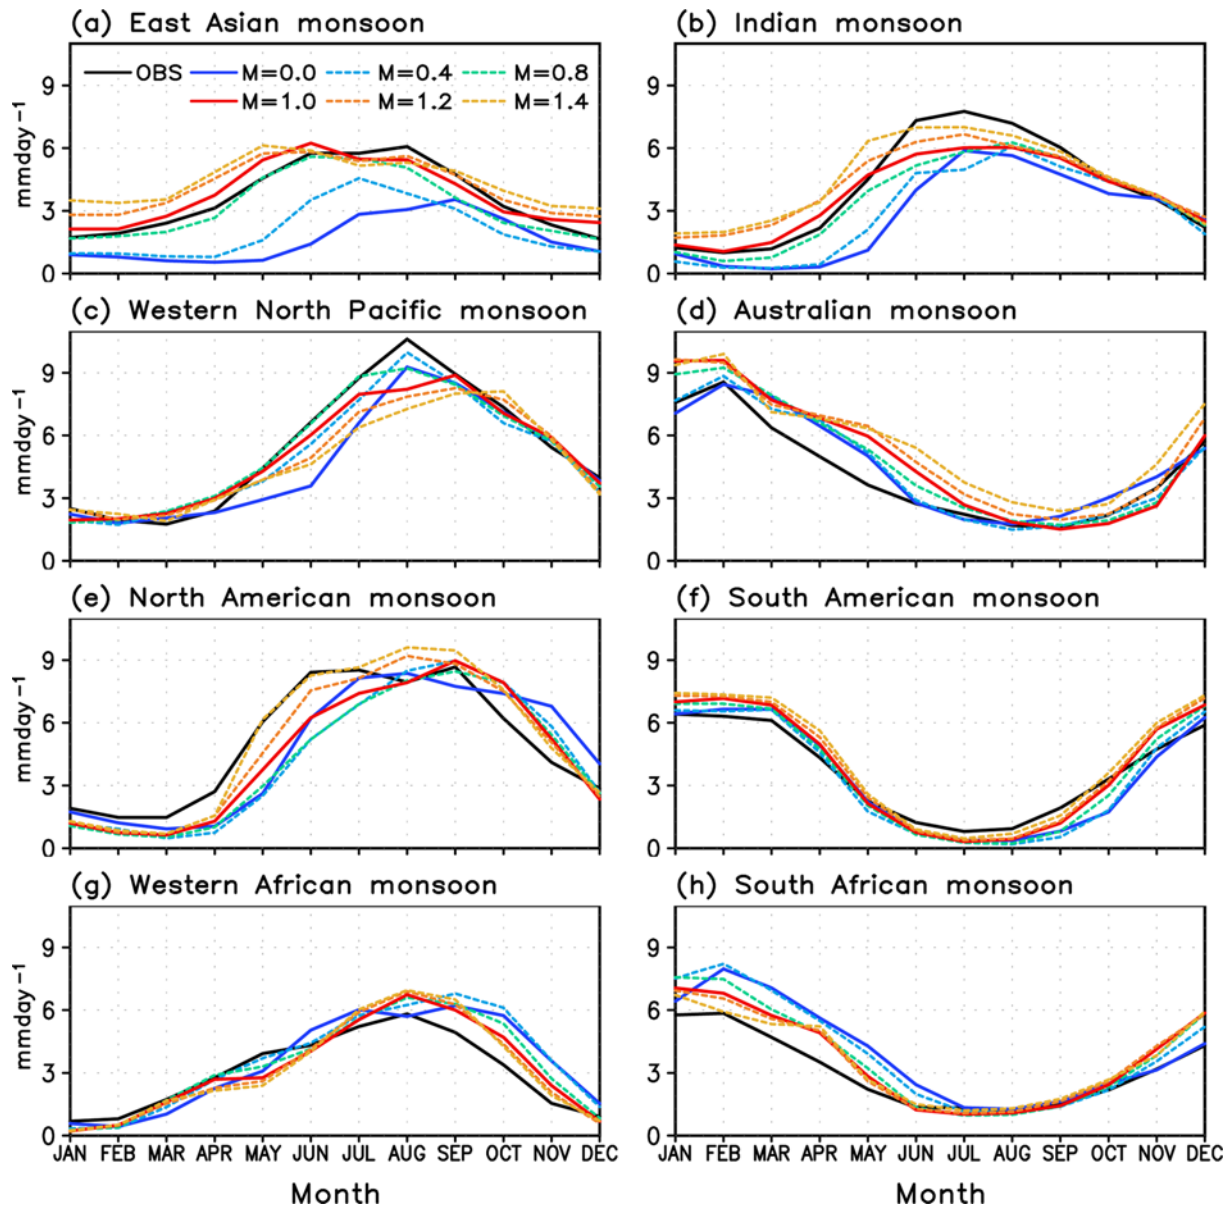 (a) East Asian monsoon
(b) Indian monsoon
OBS M=0.0 M=0.4 M=0.8
M=1.0 M=1.2 M=1.4
mmday⁻¹
9
6
3
0
9
6
3
0
(c) Western North Pacific monsoon
(d) Australian monsoon
mmday⁻¹
9
6
3
0
9
6
3
0
(e) North American monsoon
(f) South American monsoon
mmday⁻¹
9
6
3
0
9
6
3
0
(g) Western African monsoon
(h) South African monsoon
mmday⁻¹
9
6
3
0
9
6
3
0
JAN FEB MAR APR MAY JUN JUL AUG SEP OCT NOV DEC
JAN FEB MAR APR MAY JUN JUL AUG SEP OCT NOV DEC
Month
Month